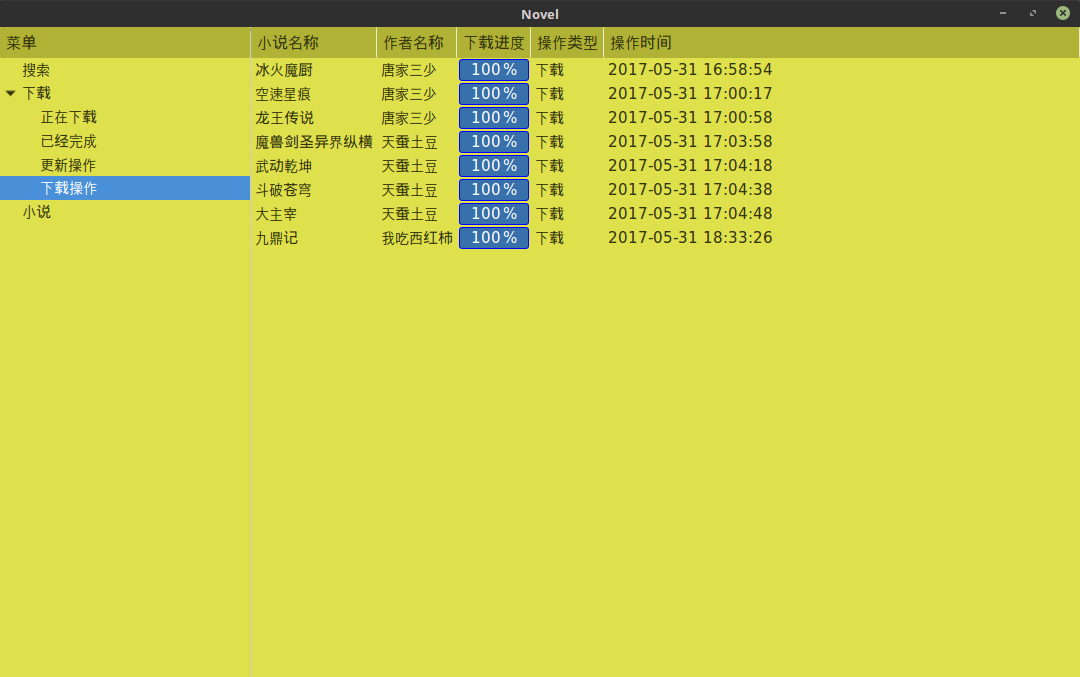 Novel
菜单 小说名称 作者名称 下载进度 操作类型 操作时间
搜索 冰火魔厨 唐家三少 100% 下载 2017-05-31 16:58:54
下载 空速星痕 唐家三少 100% 下载 2017-05-31 17:00:17
正在下载 龙王传说 唐家三少 100% 下载 2017-05-31 17:00:58
已经完成 魔兽剑圣异界纵横 天蚕土豆 100% 下载 2017-05-31 17:03:58
更新操作 武动乾坤 天蚕土豆 100% 下载 2017-05-31 17:04:18
下载操作 斗破苍穹 天蚕土豆 100% 下载 2017-05-31 17:04:38
小说 大主宰 天蚕土豆 100% 下载 2017-05-31 17:04:48
九鼎记 我吃西红柿 100% 下载 2017-05-31 18:33:26